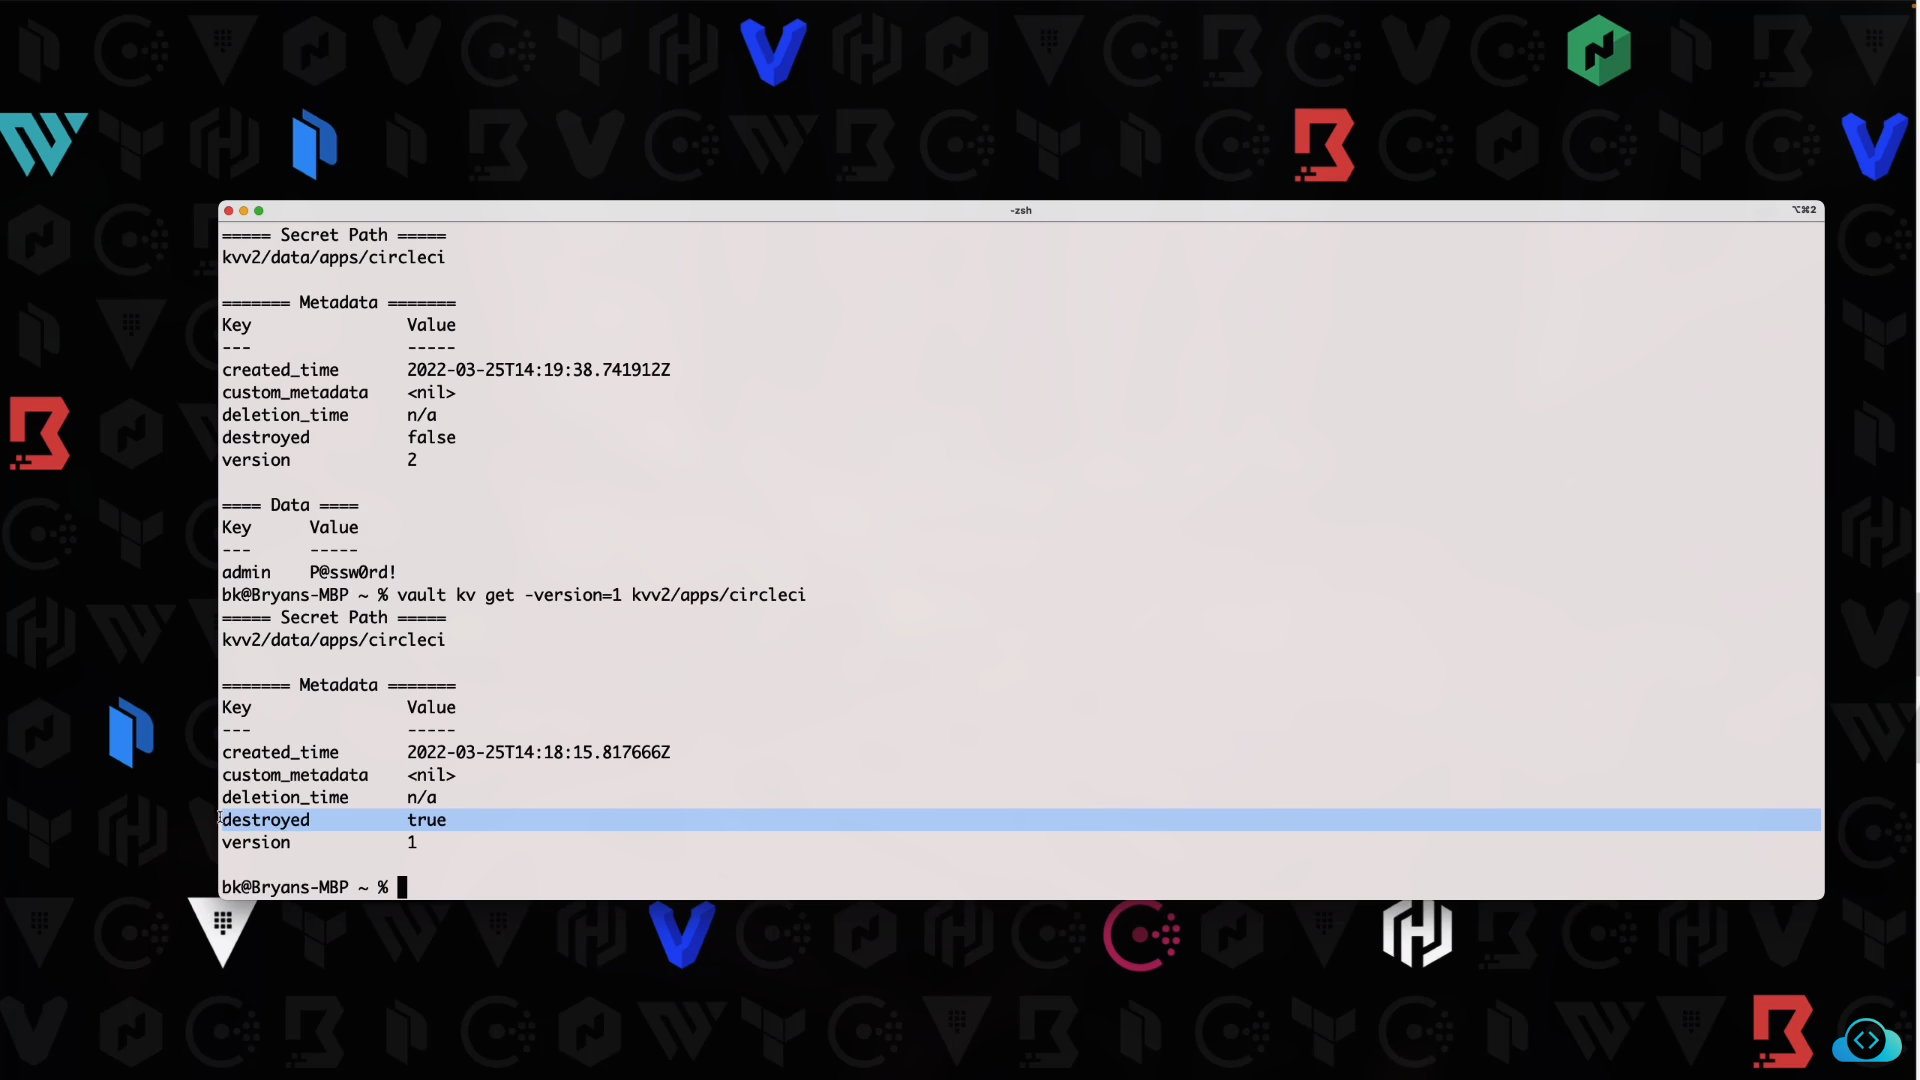 -zsh
⌥⌘2
===== Secret Path =====
kvv2/data/apps/circleci
======= Metadata =======
Key Value
--- -----
created_time 2022-03-25T14:19:38.741912Z
custom_metadata <nil>
deletion_time n/a
destroyed false
version 2
==== Data ====
Key Value
--- -----
admin P@ssw0rd!
bk@Bryans-MBP ~ % vault kv get -version=1 kvv2/apps/circleci
===== Secret Path =====
kvv2/data/apps/circleci
======= Metadata =======
Key Value
--- -----
created_time 2022-03-25T14:18:15.817666Z
custom_metadata <nil>
deletion_time n/a
destroyed true
version 1
bk@Bryans-MBP ~ %